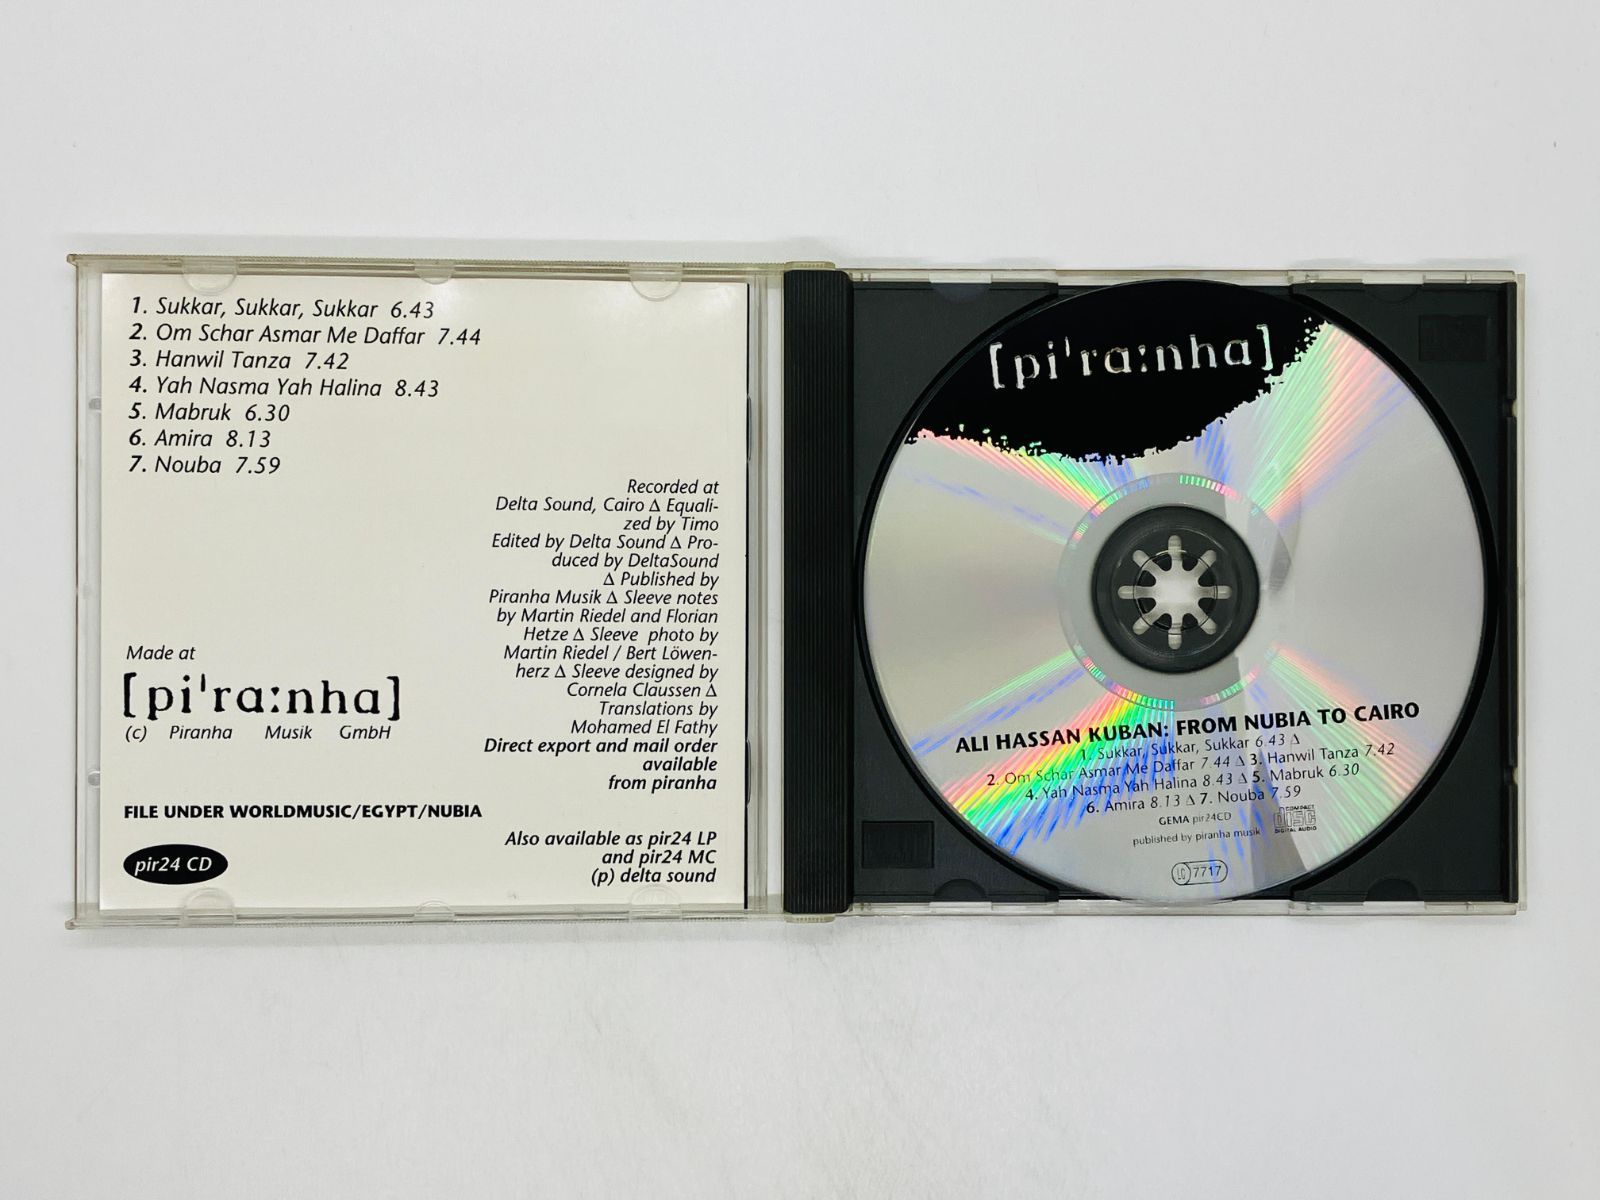 1. Sukkar, Sukkar, Sukkar 6.43
2. Om Schar Asmar Me Daffar 7.44
3. Hanwil Tanza 7.42
4. Yah Nasma Yah Halina 8.43
5. Mabruk 6.30
6. Amira 8.13
7. Nouba 7.59
Recorded at
Delta Sound, Cairo Δ Equali-
zed by Timo
Edited by Delta Sound Δ Pro-
duced by DeltaSound
Δ Published by
Piranha Musik Δ Sleeve notes
by Martin Riedel and Florian
Hetze Δ Sleeve photo by
Martin Riedel / Bert Löwen-
herz Δ Sleeve designed by
Cornela Claussen Δ
Translations by
Mohamed El Fathy
Direct export and mail order
available
from piranha
Made at
[pi'ra:nha]
(c) Piranha Musik GmbH
FILE UNDER WORLDMUSIC/EGYPT/NUBIA
pir24 CD
Also available as pir24 LP
and pir24 MC
(p) delta sound
[pi'ra:nha]
ALI HASSAN KUBAN: FROM NUBIA TO CAIRO
1. Sukkar, Sukkar, Sukkar 6.43 Δ
2. Om Schar Asmar Me Daffar 7.44 Δ 3. Hanwil Tanza 7.42
4. Yah Nasma Yah Halina 8.43 Δ 5. Mabruk 6.30
6. Amira 8.13 Δ 7. Nouba 7.59
GEMA pir24CD
published by piranha musik
COMPACT
disc
DIGITAL AUDIO
LC 7717